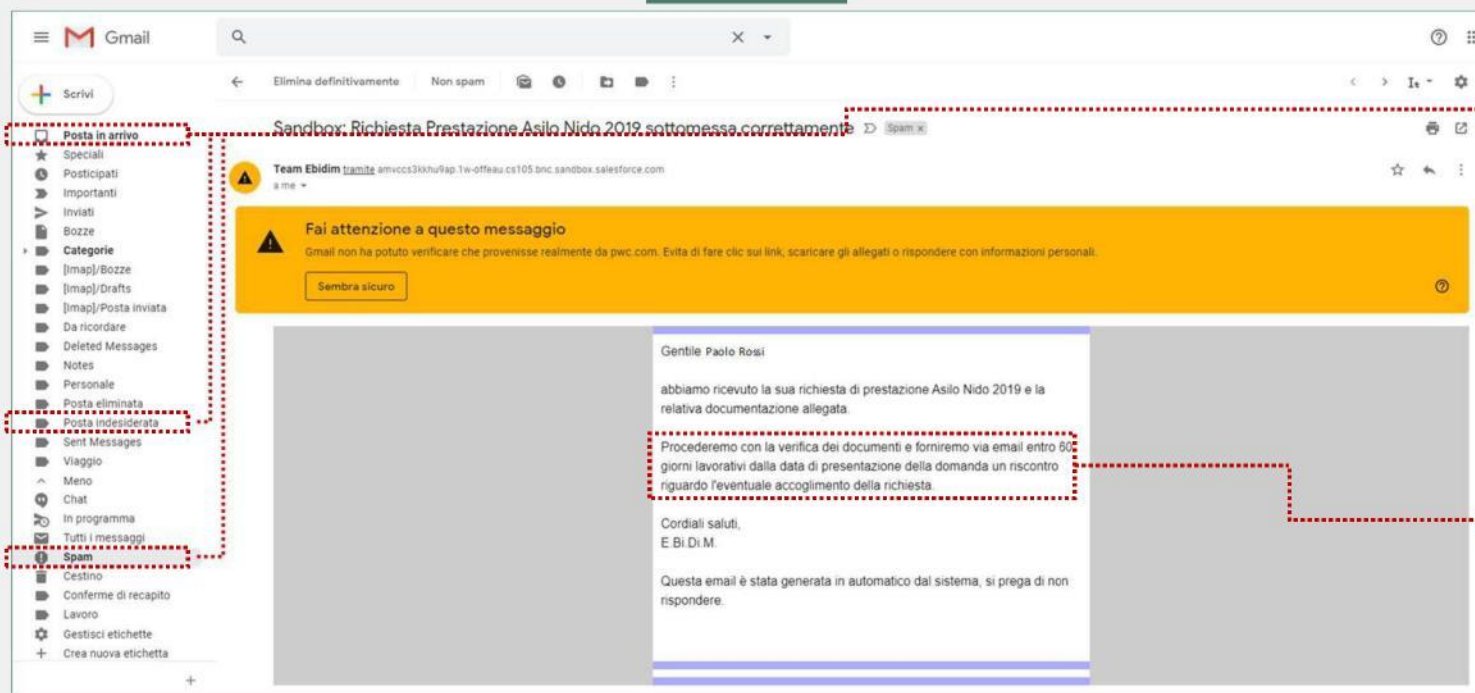 Gmail
Elimina definitivamente Non spam
Scrivi
Sandbox: Richiesta Prestazione Asilo Nido 2019 sottomessa correttamente Spam x
Posta in arrivo
Speciali
Posticipati
Importanti
Inviati
Bozze
Categorie
[Imap]/Bozze
[Imap]/Drafts
[Imap]/Posta inviata
Da ricordare
Deleted Messages
Notes
Personale
Posta eliminata
Posta indesiderata
Sent Messages
Viaggio
Meno
Chat
In programma
Tutti i messaggi
Spam
Cestino
Conferme di recapito
Lavoro
Gestisci etichette
Crea nuova etichetta
Team Ebidim tramite
a me
Fai attenzione a questo messaggio
Gmail non ha potuto verificare che provenisse realmente da pwc.com. Evita di fare clic sui link, scaricare gli allegati o rispondere con informazioni personali.
Sembra sicuro
Gentile Paolo Rossi
abbiamo ricevuto la sua richiesta di prestazione Asilo Nido 2019 e la
relativa documentazione allegata.
Procederemo con la verifica dei documenti e forniremo via email entro 60
giorni lavorativi dalla data di presentazione della domanda un riscontro
riguardo l'eventuale accoglimento della richiesta.
Cordiali saluti,
E.Bi.Di.M.
Questa email è stata generata in automatico dal sistema, si prega di non
rispondere.